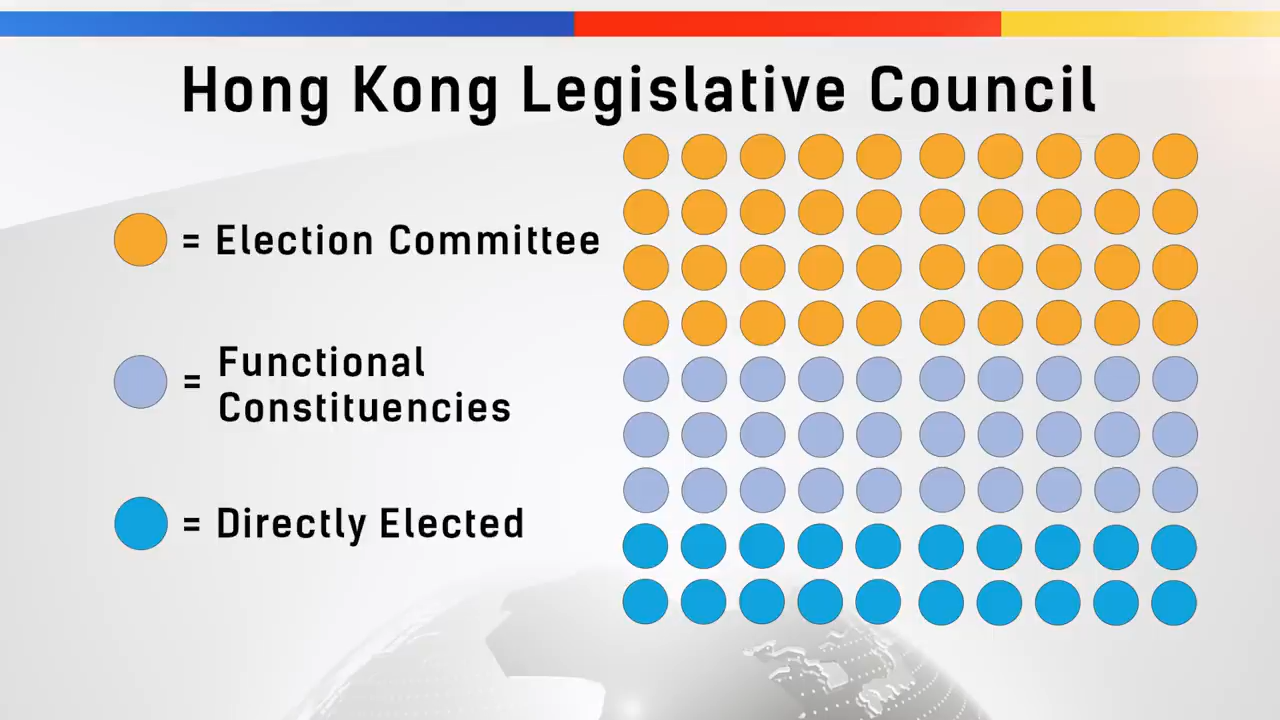 Hong Kong Legislative Council
= Election Committee
= Functional
Constituencies
= Directly Elected